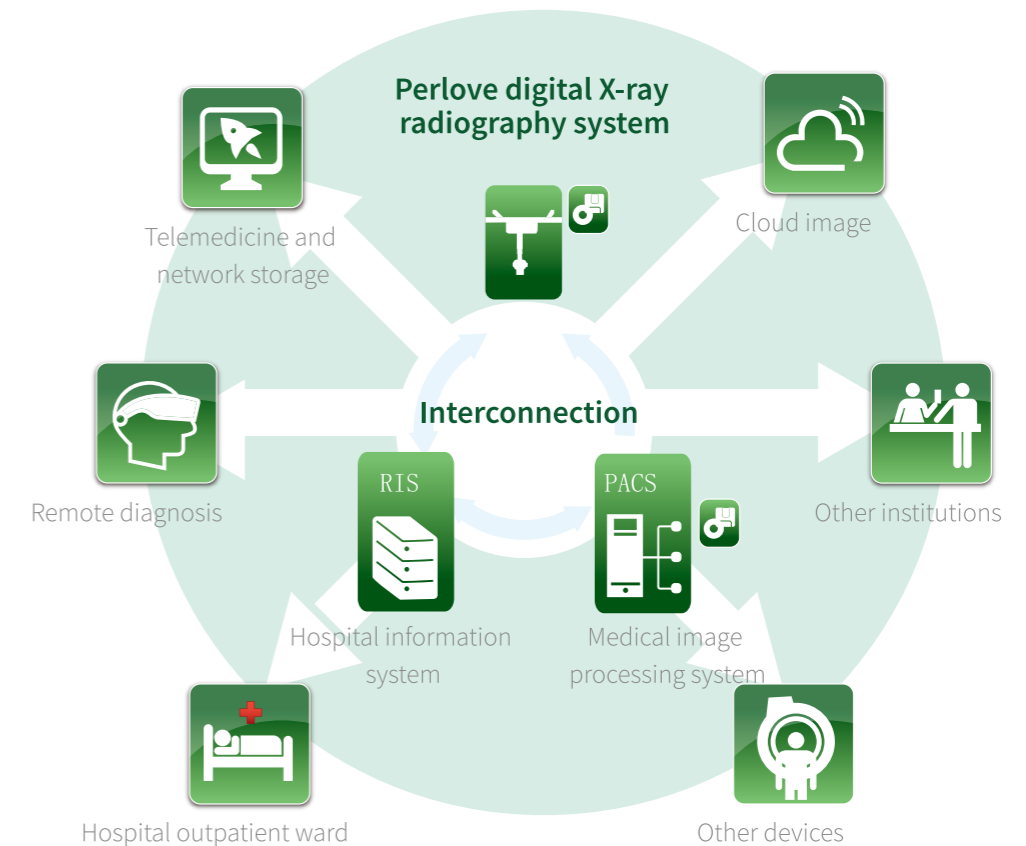 Perlove digital X-ray
radiography system
Telemedicine and
network storage
Cloud image
Interconnection
Remote diagnosis
Other institutions
RIS
PACS
Hospital information
system
Medical image
processing system
Hospital outpatient ward
Other devices